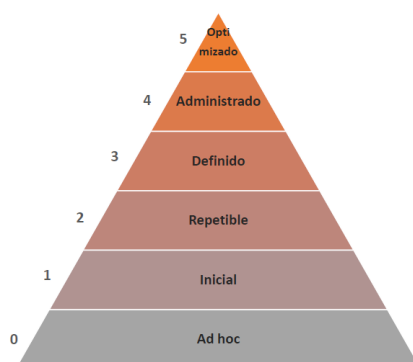 5
Opti
mizado
4
Administrado
3
Definido
2
Repetible
1
Inicial
0
Ad hoc